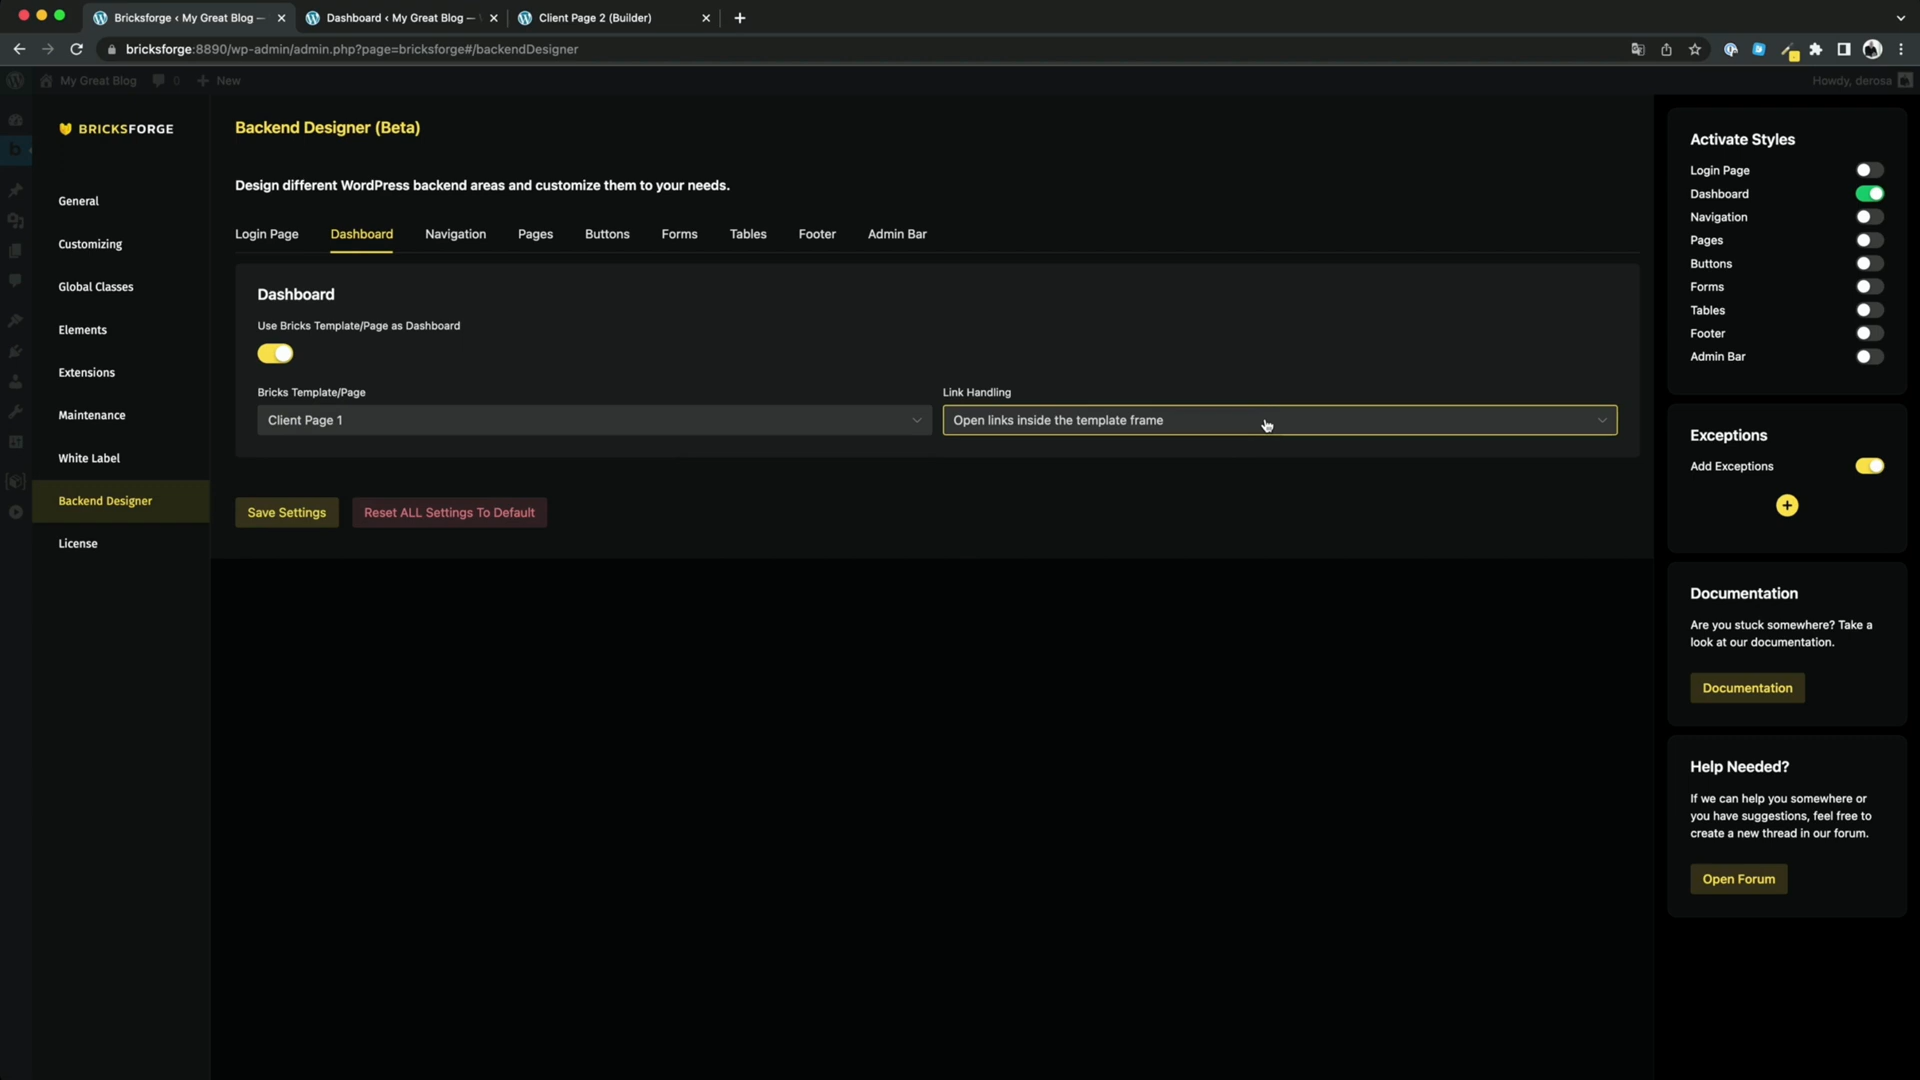 Bricksforge ‹ My Great Blog —
Dashboard ‹ My Great Blog —
Client Page 2 (Builder)
bricksforge:8890/wp-admin/admin.php?page=bricksforge#/backendDesigner
My Great Blog
0
New
Howdy, derosa
BRICKSFORGE
General
Customizing
Global Classes
Elements
Extensions
Maintenance
White Label
Backend Designer
License
Backend Designer (Beta)
Design different WordPress backend areas and customize them to your needs.
Login Page
Dashboard
Navigation
Pages
Buttons
Forms
Tables
Footer
Admin Bar
Dashboard
Use Bricks Template/Page as Dashboard
Bricks Template/Page
Client Page 1
Link Handling
Open links inside the template frame
Save Settings
Reset ALL Settings To Default
Activate Styles
Login Page
Dashboard
Navigation
Pages
Buttons
Forms
Tables
Footer
Admin Bar
Exceptions
Add Exceptions
Documentation
Are you stuck somewhere? Take a
look at our documentation.
Documentation
Help Needed?
If we can help you somewhere or
you have suggestions, feel free to
create a new thread in our forum.
Open Forum